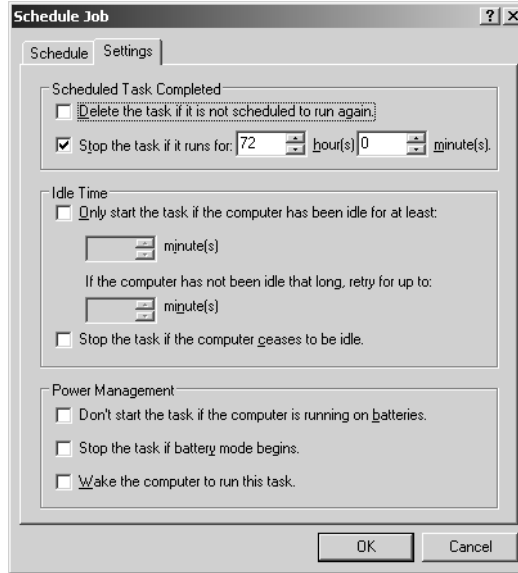 Schedule Job
Schedule Settings
Scheduled Task Completed
Delete the task if it is not scheduled to run again.
Stop the task if it runs for: 72 hour(s) 0 minute(s).
Idle Time
Only start the task if the computer has been idle for at least:
minute(s)
If the computer has not been idle that long, retry for up to:
minute(s)
Stop the task if the computer ceases to be idle.
Power Management
Don't start the task if the computer is running on batteries.
Stop the task if battery mode begins.
Wake the computer to run this task.
OK Cancel